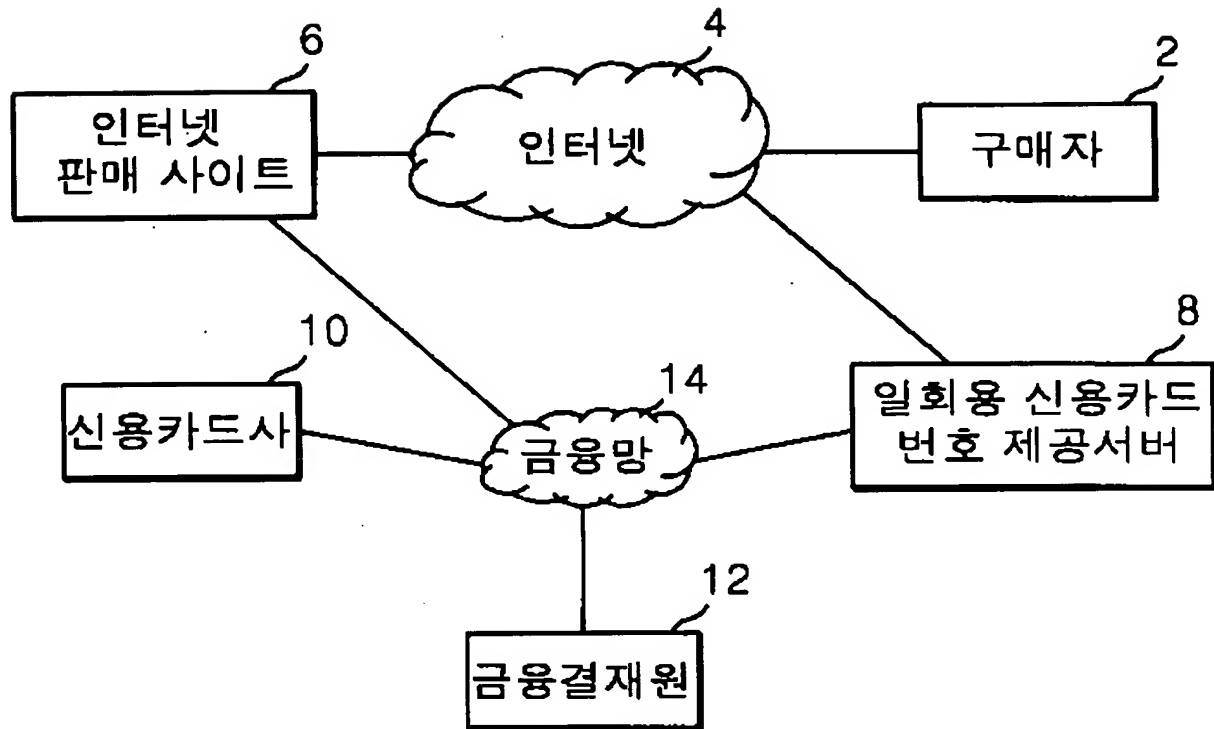 6
4
2
인터넷
판매 사이트
인터넷
구매자
10
14
8
신용카드사
금융망
일회용 신용카드
번호 제공서버
12
금융결재원